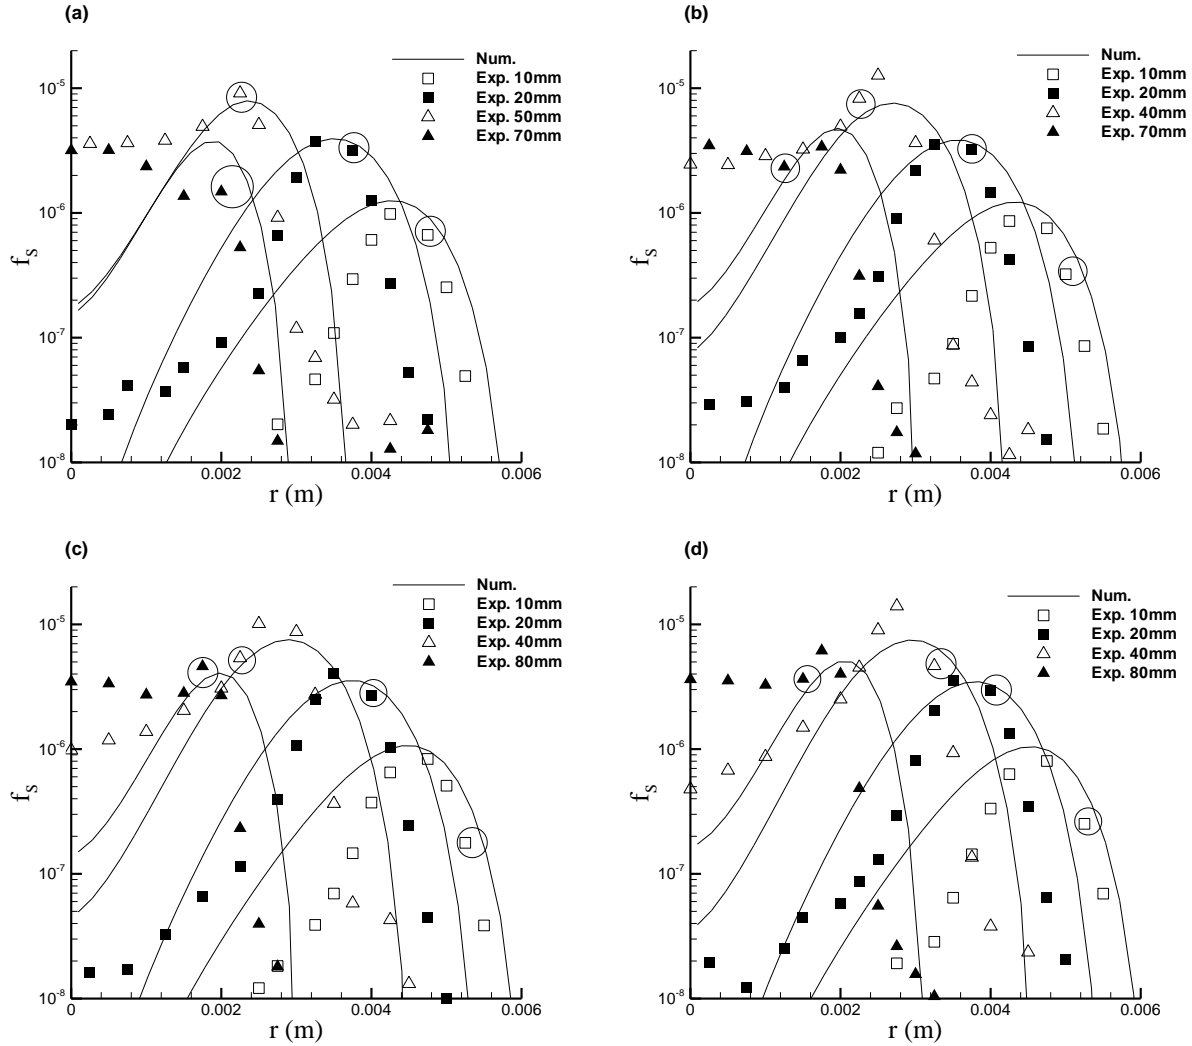 (a)
Num.
Exp. 10mm
Exp. 20mm
Exp. 50mm
Exp. 70mm
10⁻⁵
10⁻⁶
10⁻⁷
10⁻⁸
fₛ
0 0.002 0.004 0.006
r (m)
(b)
Num.
Exp. 10mm
Exp. 20mm
Exp. 40mm
Exp. 70mm
10⁻⁵
10⁻⁶
10⁻⁷
10⁻⁸
fₛ
0 0.002 0.004 0.006
r (m)
(c)
Num.
Exp. 10mm
Exp. 20mm
Exp. 40mm
Exp. 80mm
10⁻⁵
10⁻⁶
10⁻⁷
10⁻⁸
fₛ
0 0.002 0.004 0.006
r (m)
(d)
Num.
Exp. 10mm
Exp. 20mm
Exp. 40mm
Exp. 80mm
10⁻⁵
10⁻⁶
10⁻⁷
10⁻⁸
fₛ
0 0.002 0.004 0.006
r (m)